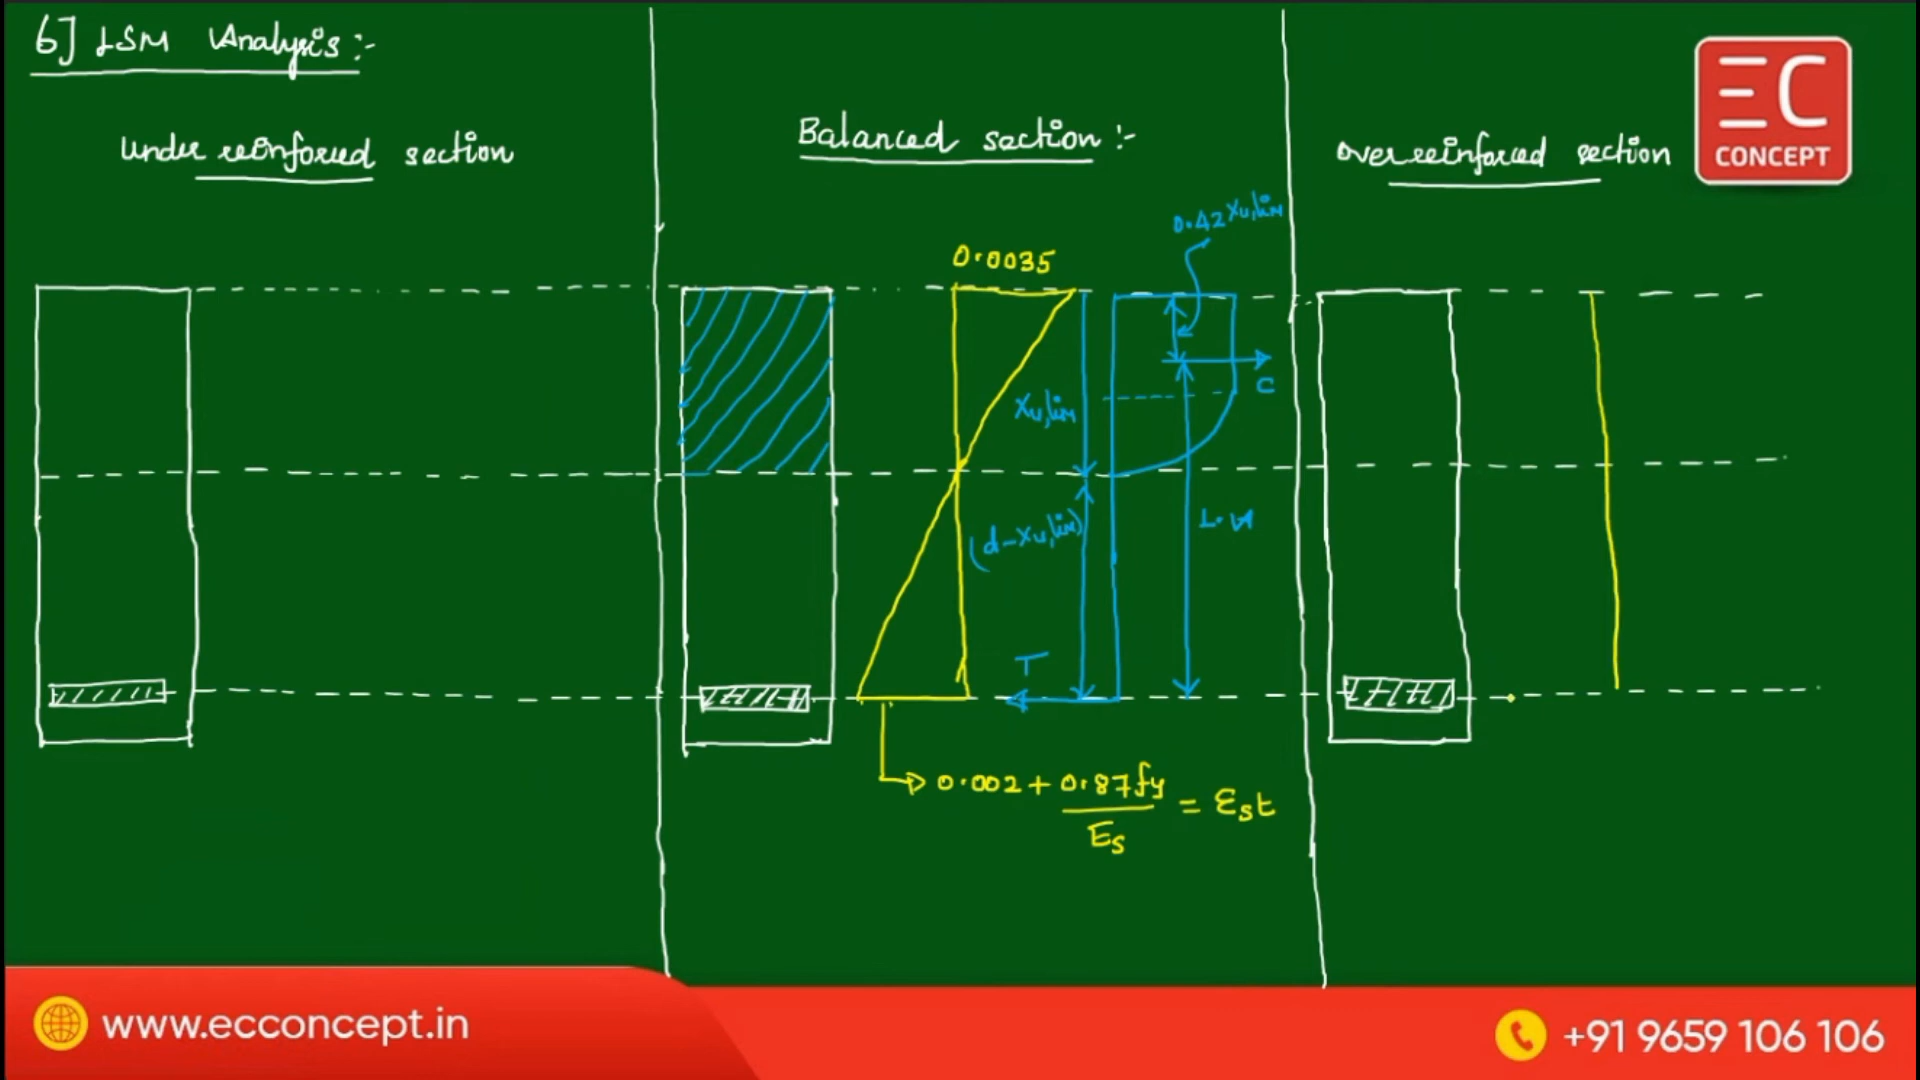 6] LSM Analysis:-
under reinforced section
Balanced section:-
over reinforced section
EC
CONCEPT
0.42 Xu,lim
0.0035
C
Xu,lim
(d-Xu,lim)
L.A
T
0.002 + 0.87fy
———
Es
= Est
www.ecconcept.in
+91 9659 106 106